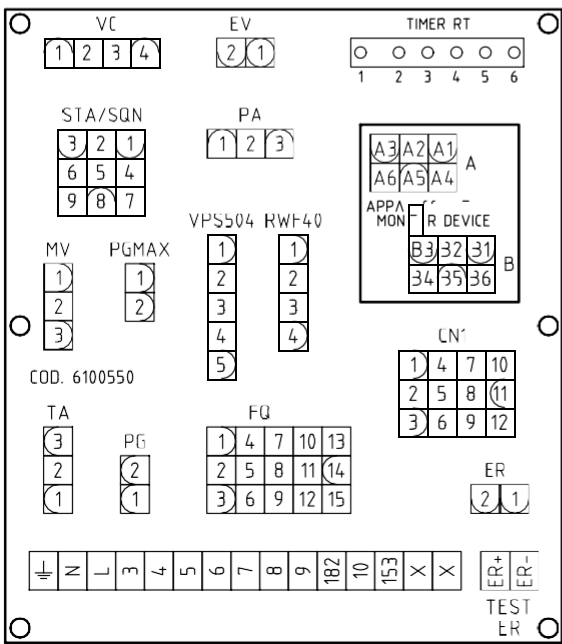 VC EV TIMER RT
1 2 3 4
2 1
1 2 3 4 5 6
STA/SQN PA
3 2 1
6 5 4
9 8 7
1 2 3
A3 A2 A1
A6 A5 A4
A
DEVICE
B3 32 31
34 35 36
B
VPS504 RWF40
1
2
3
4
5
1
2
3
4
MV PGMAX
1
2
3
1
2
CN1
1 4 7 10
2 5 8 11
3 6 9 12
COD. 6100550
TA PG FQ
3
2
1
2
1
1 4 7 10 13
2 5 8 11 14
3 6 9 12 15
ER
2 1
N L 3 4 5 6 7 8 9 182 10 153 X X
ER+ ER-
TEST
ER